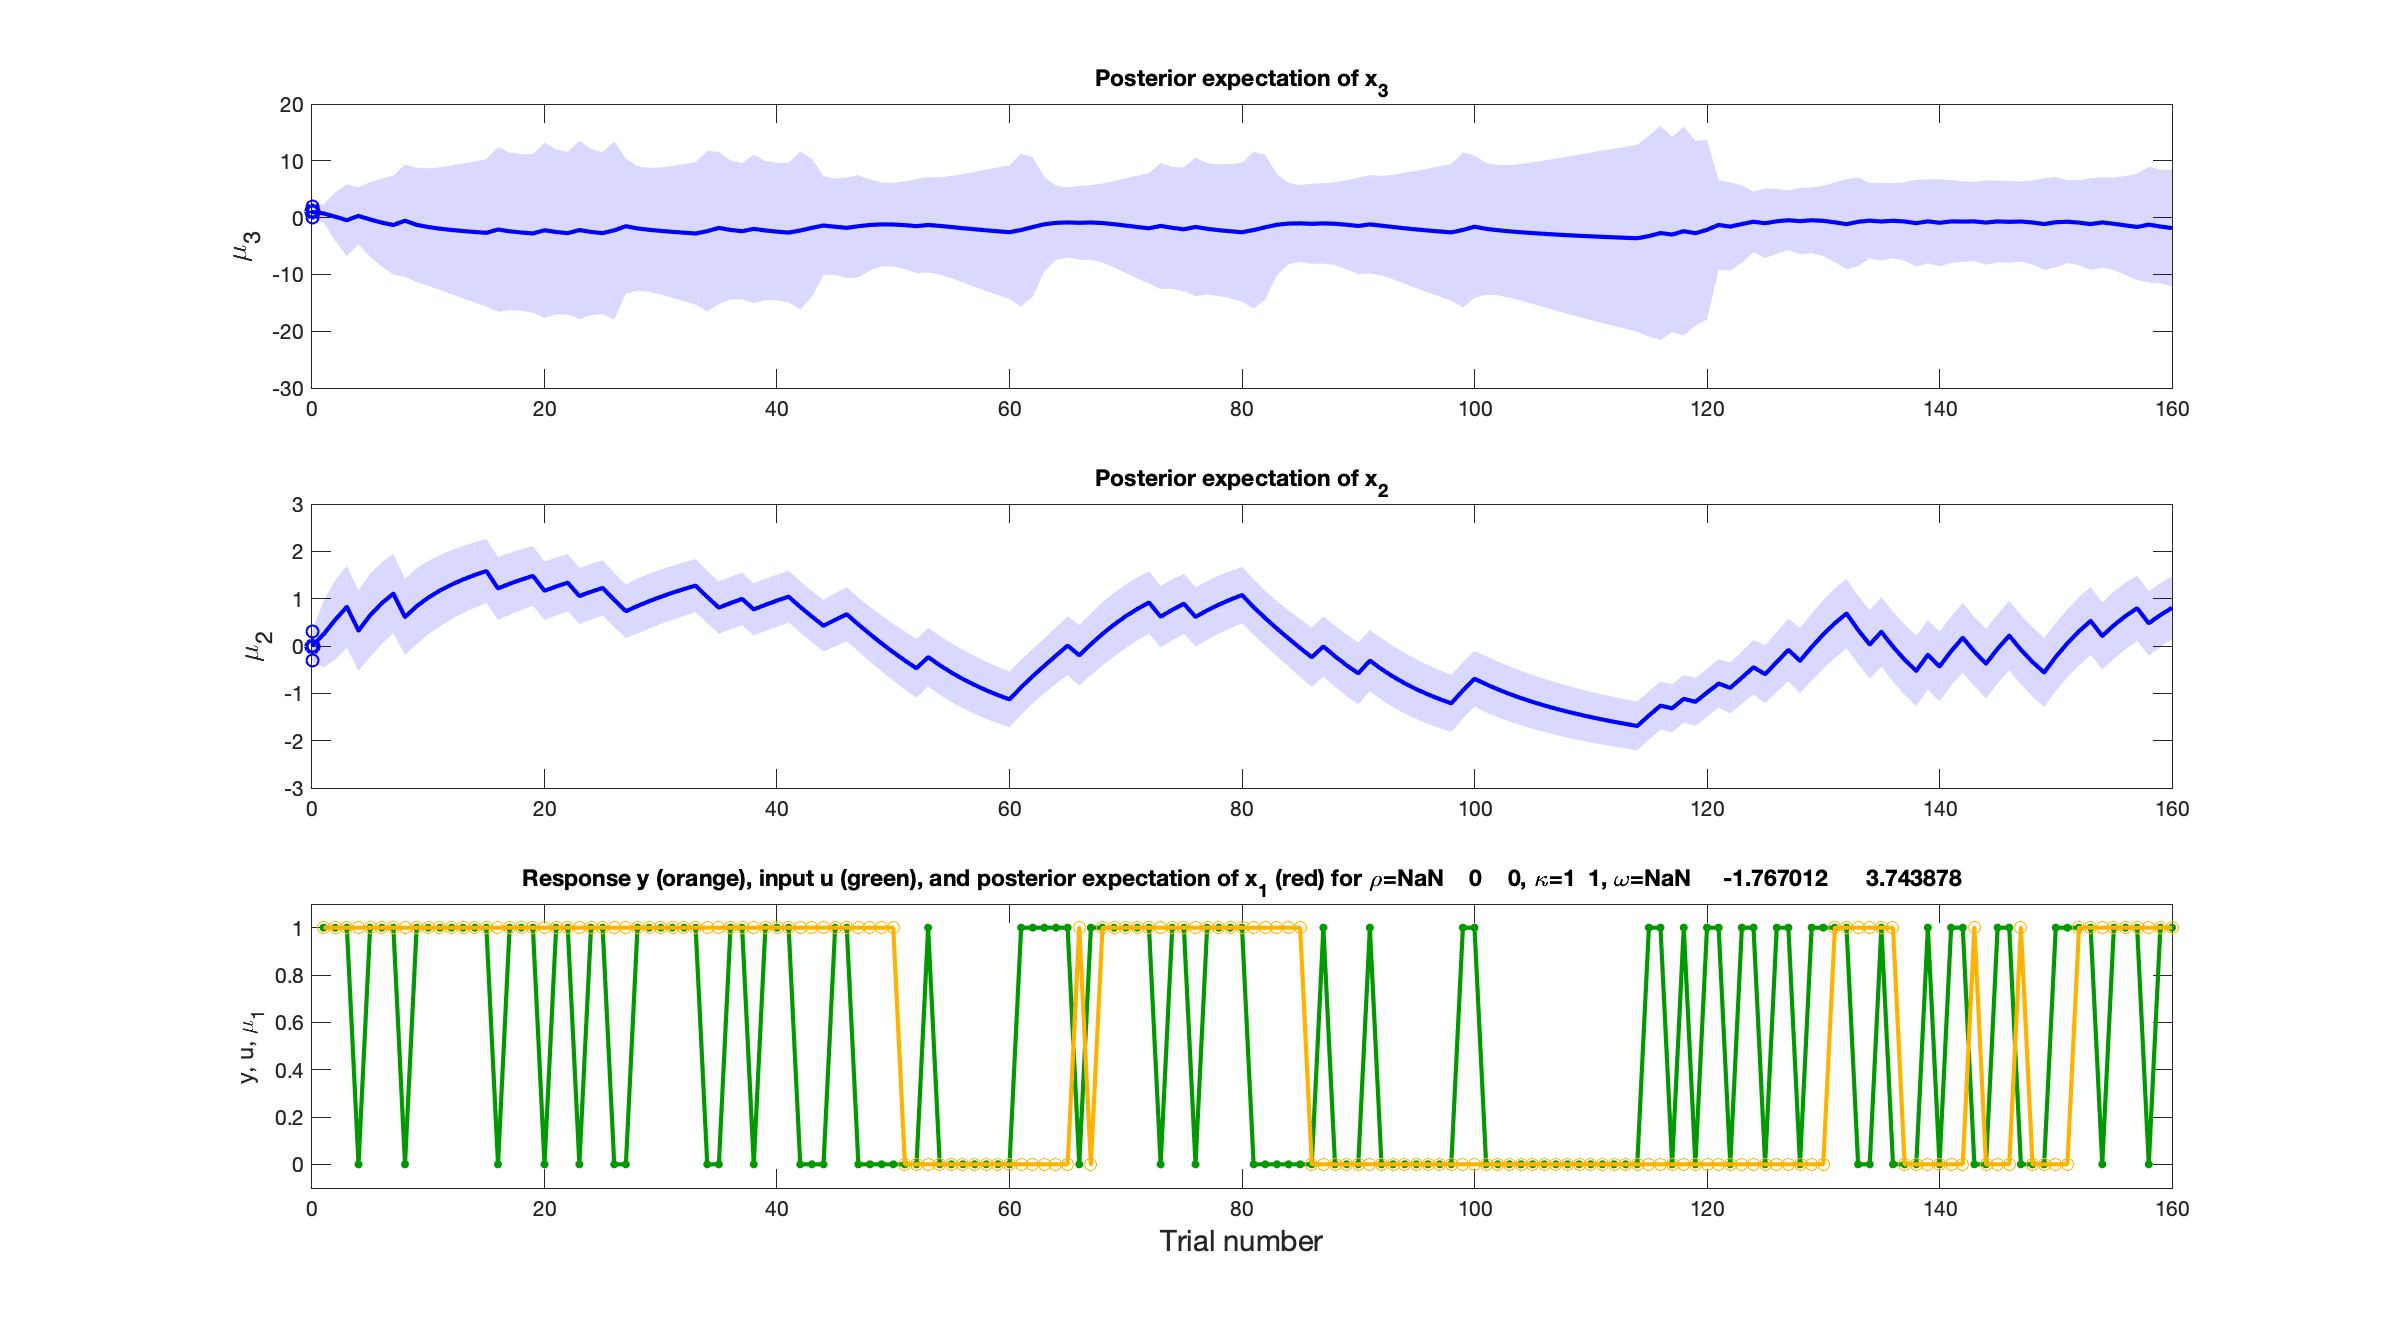 Posterior expectation of x3
20
10
0
-10
-20
-30
μ3
0 20 40 60 80 100 120 140 160
Posterior expectation of x2
3
2
1
0
-1
-2
-3
μ2
0 20 40 60 80 100 120 140 160
Response y (orange), input u (green), and posterior expectation of x1 (red) for ρ=NaN 0 0, κ=1 1, ω=NaN -1.767012 3.743878
1
0.8
0.6
0.4
0.2
0
y, u, μ1
0 20 40 60 80 100 120 140 160
Trial number